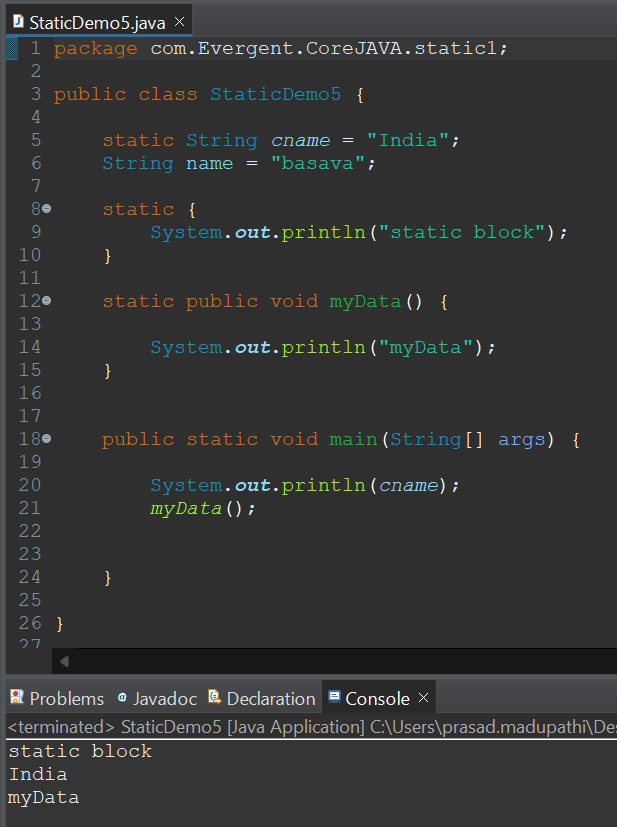 StaticDemo5.java
1 package com.Evergent.CoreJAVA.static1;
2
3 public class StaticDemo5 {
4
5 static String cname = "India";
6 String name = "basava";
7
8 static {
9 System.out.println("static block");
10 }
11
12 static public void myData() {
13
14 System.out.println("myData");
15 }
16
17
18 public static void main(String[] args) {
19
20 System.out.println(cname);
21 myData();
22
23
24 }
25
26 }
27
Problems Javadoc Declaration Console
<terminated> StaticDemo5 [Java Application] C:\Users\prasad.madupathi\Des
static block
India
myData